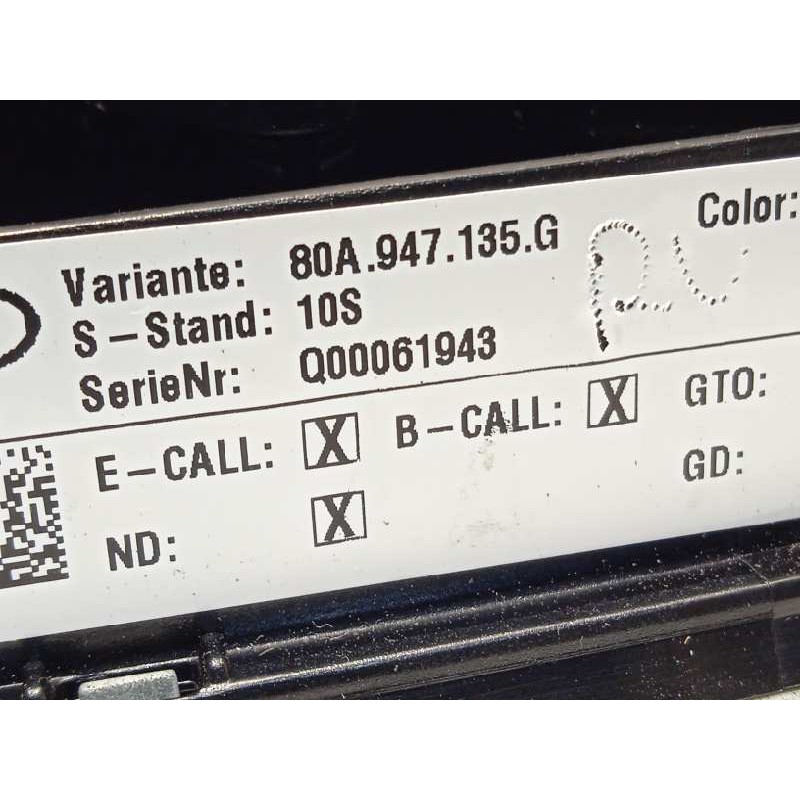 Variante: 80A.947.135.G Color:
S-Stand: 10S
SerieNr: Q00061943
E-CALL: X B-CALL: X GTO:
ND: X GD: